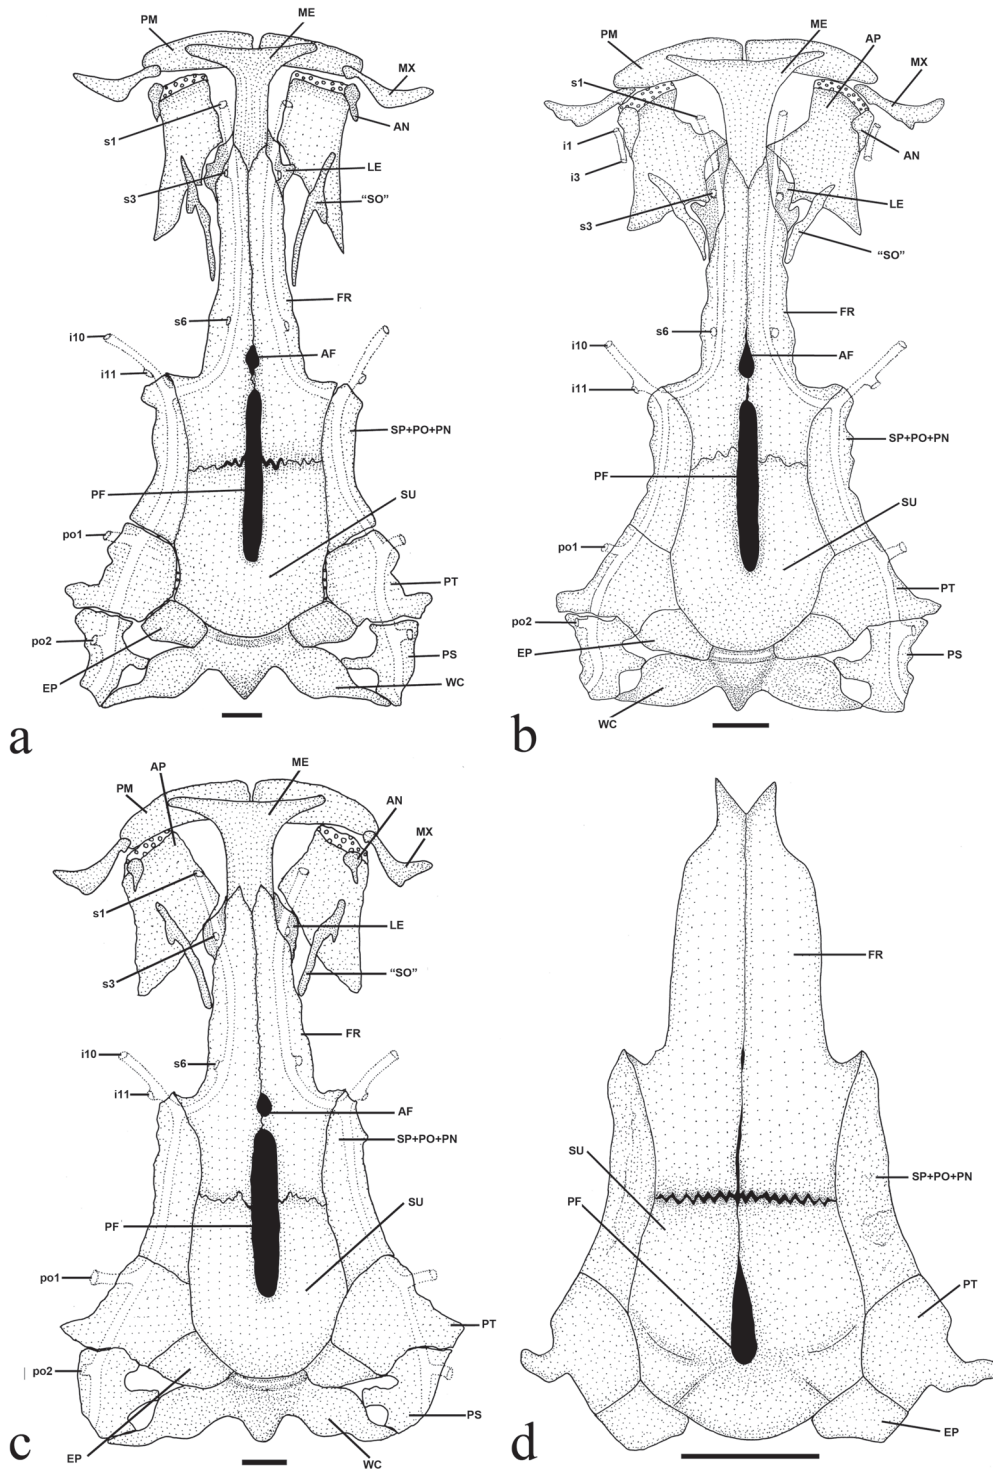 ME
PM
MX
s1
AN
LE
s3
“SO”
FR
s6
i10
AF
i11
SP+PO+PN
PF
SU
po1
PT
po2
PS
EP
WC
a
ME
PM
AP
s1
MX
i1
AN
i3
LE
s3
“SO”
FR
s6
i10
AF
i11
SP+PO+PN
PF
SU
po1
PT
po2
EP
PS
WC
b
AP
ME
PM
AN
MX
s1
LE
s3
“SO”
FR
i10
s6
i11
AF
SP+PO+PN
SU
PF
po1
PT
po2
PS
EP
WC
c
FR
SU
SP+PO+PN
PF
PT
EP
d